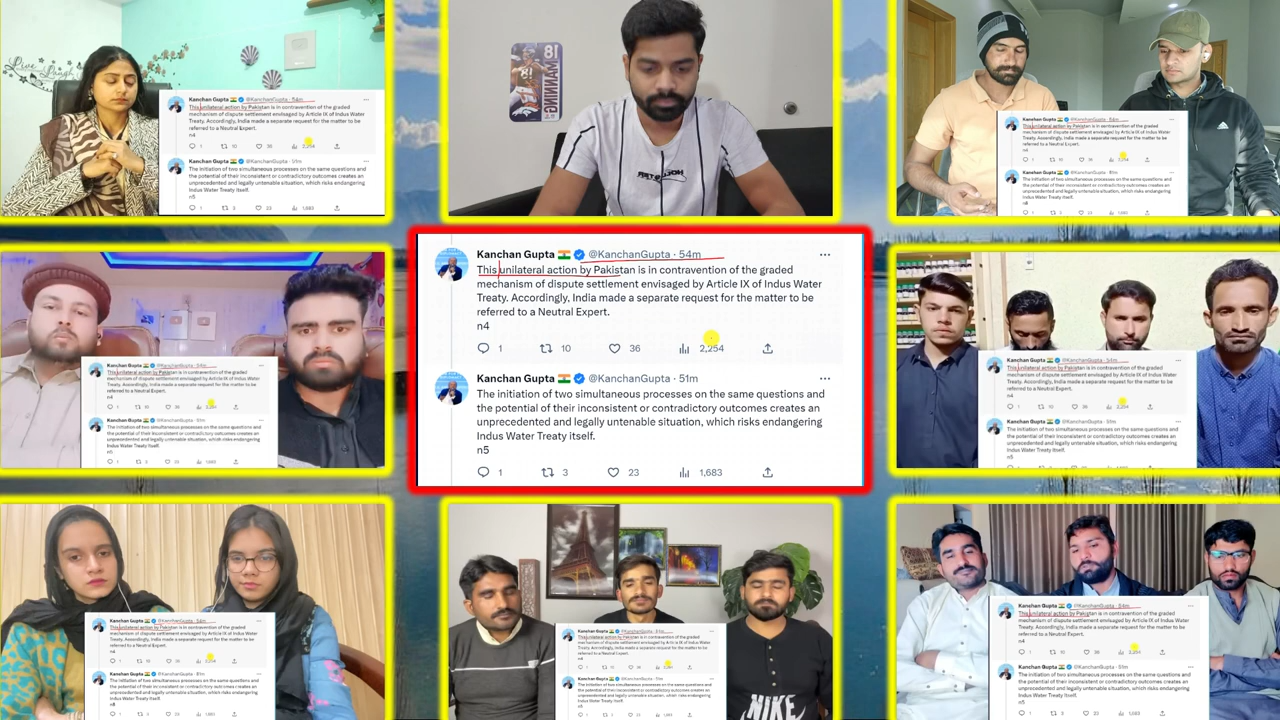 Live Laugh
MANNING 18
Kanchan Gupta @KanchanGupta · 54m
This unilateral action by Pakistan is in contravention of the graded
mechanism of dispute settlement envisaged by Article IX of Indus Water
Treaty. Accordingly, India made a separate request for the matter to be
referred to a Neutral Expert.
n4
1 10 36 2,254
Kanchan Gupta @KanchanGupta · 51m
The initiation of two simultaneous processes on the same questions and
the potential of their inconsistent or contradictory outcomes creates an
unprecedented and legally untenable situation, which risks endangering
Indus Water Treaty itself.
n5
1 3 23 1,683
NIKE